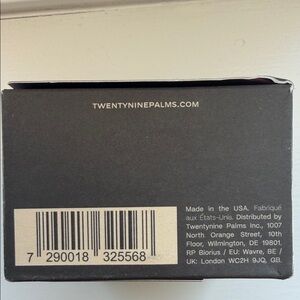 TWENTYNINEPALMS.COM
Made in the USA. Fabriqué
aux États-Unis. Distributed by
Twentynine Palms Inc., 1007
North Orange Street, 10th
Floor, Wilmington, DE 19801.
RP Biorius / EU: Wavre, BE /
UK: London WC2H 9JQ, GB.
7 290018 325568